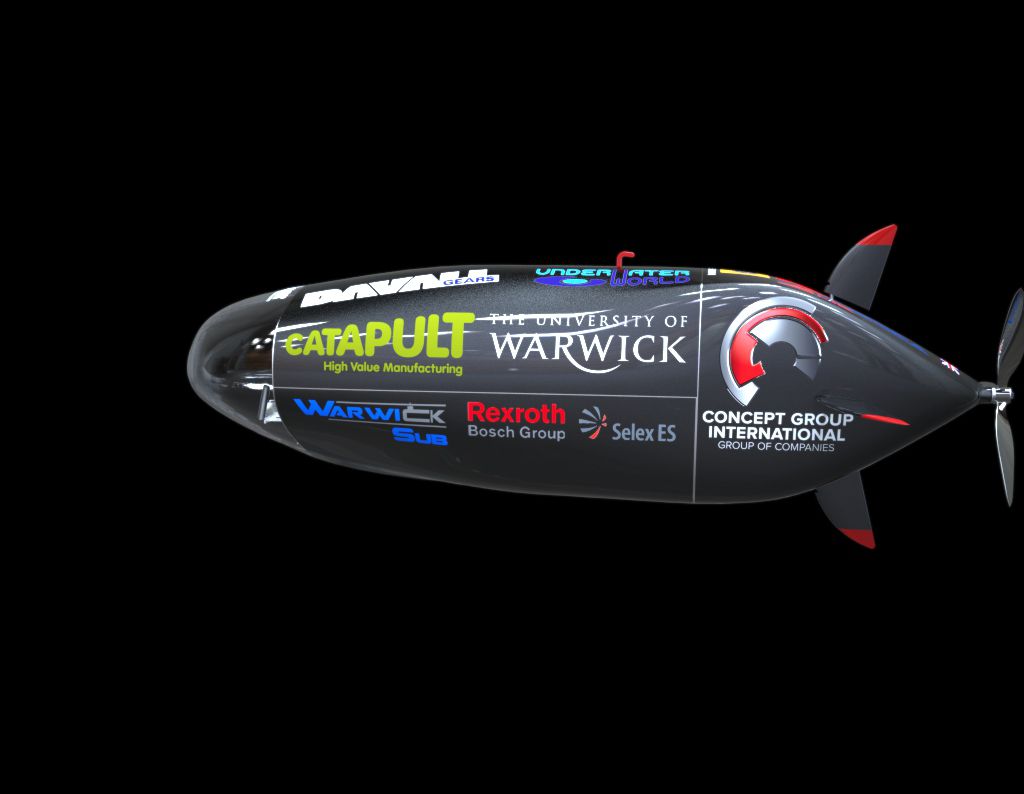 DAVALL
GEARS
UNDERWATER
WORLD
CATAPULT
High Value Manufacturing
THE UNIVERSITY OF
WARWICK
WARWICK
SUB
Rexroth
Bosch Group
Selex ES
CONCEPT GROUP
INTERNATIONAL
GROUP OF COMPANIES